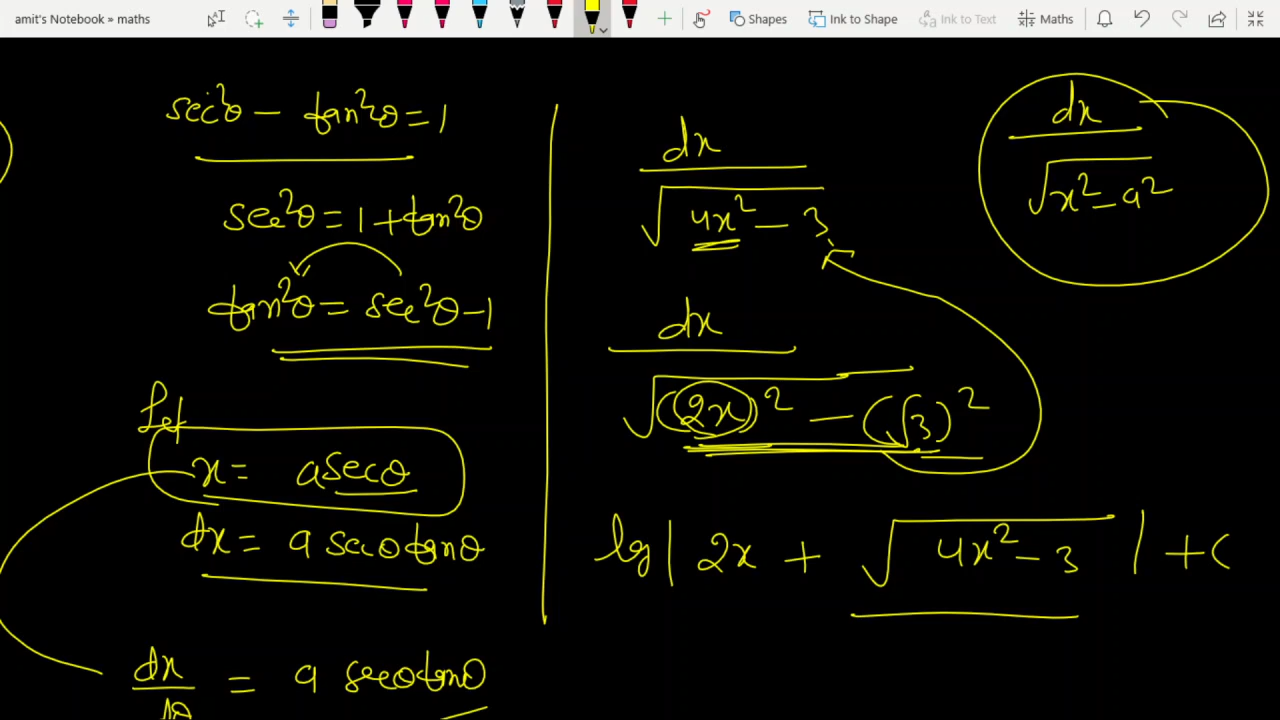 amit's Notebook » maths
Shapes
Ink to Shape
Ink to Text
Maths
sec²θ − tan²θ = 1
sec²θ = 1 + tan²θ
tan²θ = sec²θ − 1
Let
x = a secθ
dx = a secθ tanθ
dx/dθ = a secθ tanθ
dx
√4x² − 3
dx
√(2x)² − (√3)²
log | 2x + √4x² − 3 | + C
dx
√x² − a²